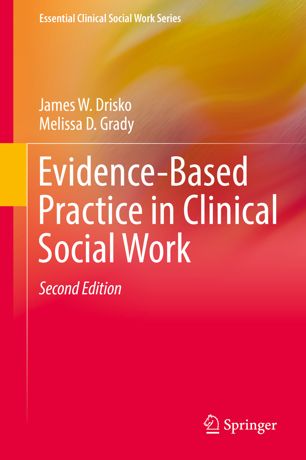 Essential Clinical Social Work Series
James W. Drisko
Melissa D. Grady
Evidence-Based
Practice in Clinical
Social Work
Second Edition
Springer